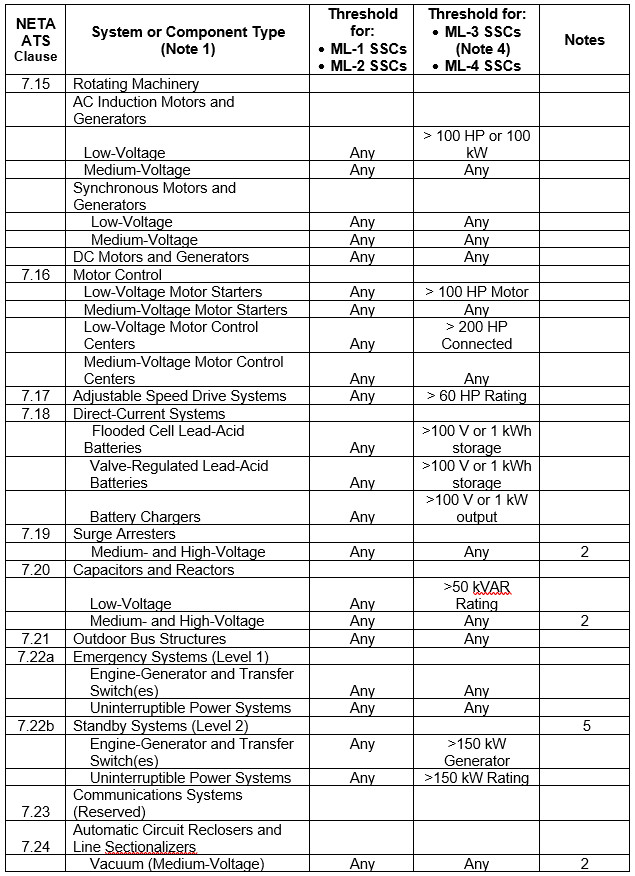 NETA ATS Clause | System or Component Type (Note 1) | Threshold for: • ML-1 SSCs • ML-2 SSCs | Threshold for: • ML-3 SSCs (Note 4) • ML-4 SSCs | Notes
7.15 Rotating Machinery
AC Induction Motors and
Generators
> 100 HP or 100
Low-Voltage Any kW
Medium-Voltage Any Any
Synchronous Motors and
Generators
Low-Voltage Any Any
Medium-Voltage Any Any
DC Motors and Generators Any Any
7.16 Motor Control
Low-Voltage Motor Starters Any > 100 HP Motor
Medium-Voltage Motor Starters Any Any
Low-Voltage Motor Control > 200 HP
Centers Any Connected
Medium-Voltage Motor Control
Centers Any Any
7.17 Adjustable Speed Drive Systems Any > 60 HP Rating
7.18 Direct-Current Systems
Flooded Cell Lead-Acid >100 V or 1 kWh
Batteries Any storage
Valve-Regulated Lead-Acid >100 V or 1 kWh
Batteries Any storage
>100 V or 1 kW
Battery Chargers Any output
7.19 Surge Arresters
Medium- and High-Voltage Any Any 2
7.20 Capacitors and Reactors
>50 kVAR
Low-Voltage Any Rating
Medium- and High-Voltage Any Any 2
7.21 Outdoor Bus Structures Any Any
7.22a Emergency Systems (Level 1)
Engine-Generator and Transfer
Switch(es) Any Any
Uninterruptible Power Systems Any Any
7.22b Standby Systems (Level 2) 5
Engine-Generator and Transfer Any >150 kW
Switch(es) Generator
Uninterruptible Power Systems Any >150 kW Rating
Communications Systems
7.23 (Reserved)
Automatic Circuit Reclosers and
7.24 Line Sectionalizers
Vacuum (Medium-Voltage) Any Any 2